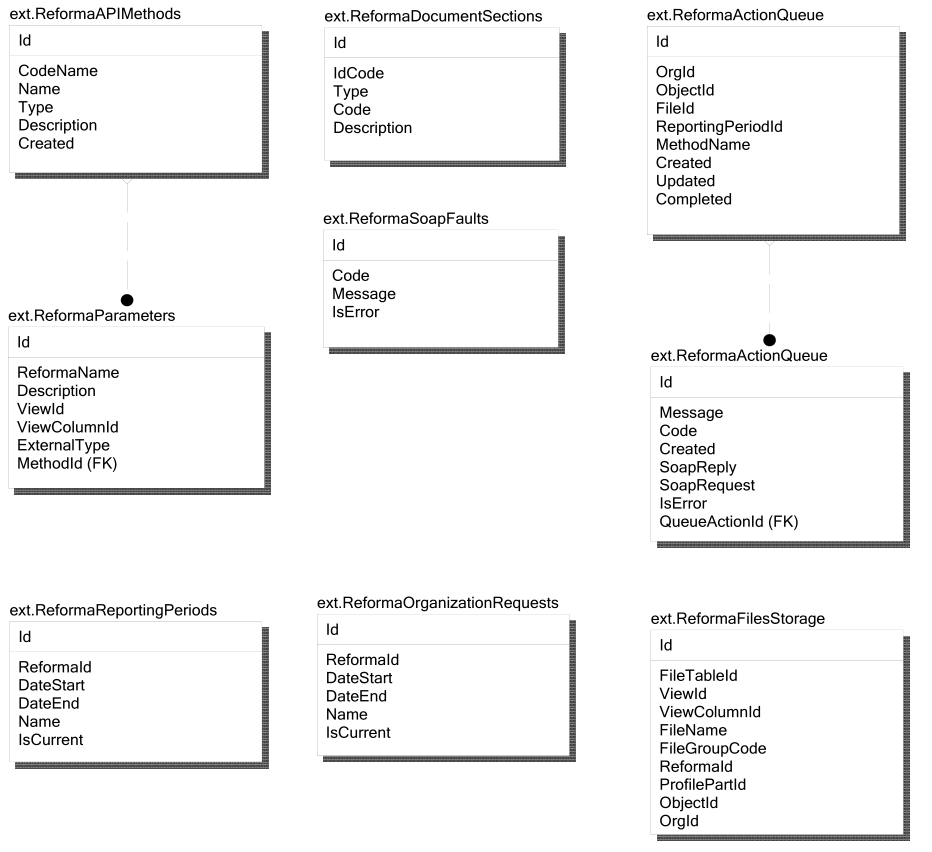 ext.ReformaAPIMethods
Id
CodeName
Name
Type
Description
Created
ext.ReformaDocumentSections
Id
IdCode
Type
Code
Description
ext.ReformaActionQueue
Id
OrgId
ObjectId
FileId
ReportingPeriodId
MethodName
Created
Updated
Completed
ext.ReformaSoapFaults
Id
Code
Message
IsError
ext.ReformaParameters
Id
ReformaName
Description
ViewId
ViewColumnId
ExternalType
MethodId (FK)
ext.ReformaActionQueue
Id
Message
Code
Created
SoapReply
SoapRequest
IsError
QueueActionId (FK)
ext.ReformaReportingPeriods
Id
ReformaId
DateStart
DateEnd
Name
IsCurrent
ext.ReformaOrganizationRequests
Id
ReformaId
DateStart
DateEnd
Name
IsCurrent
ext.ReformaFilesStorage
Id
FileTableId
ViewId
ViewColumnId
FileName
FileGroupCode
ReformaId
ProfilePartId
ObjectId
OrgId